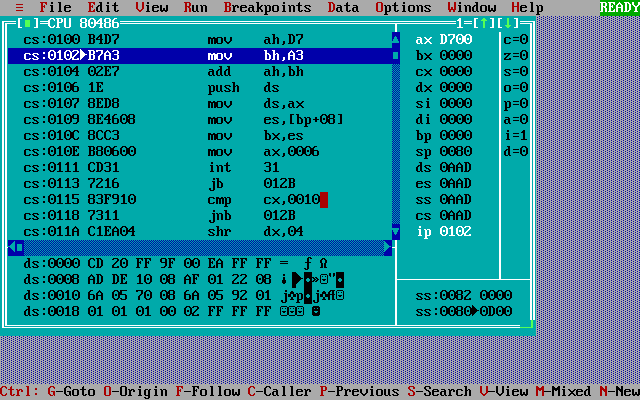 ≡ File Edit View Run Breakpoints Data Options Window Help READY
[■]=CPU 80486 1=[↑][↓]
cs:0100 B4D7 mov ah,D7 ax D700 c=0
cs:0102►B7A3 mov bh,A3 bx 0000 z=0
cs:0104 02E7 add ah,bh cx 0000 s=0
cs:0106 1E push ds dx 0000 o=0
cs:0107 8ED8 mov ds,ax si 0000 p=0
cs:0109 8E4608 mov es,[bp+08] di 0000 a=0
cs:010C 8CC3 mov bx,es bp 0000 i=1
cs:010E B80600 mov ax,0006 sp 0080 d=0
cs:0111 CD31 int 31 ds 0AAD
cs:0113 7216 jb 012B es 0AAD
cs:0115 83F910 cmp cx,0010 ss 0AAD
cs:0118 7311 jnb 012B cs 0AAD
cs:011A C1EA04 shr dx,04 ip 0102
ds:0000 CD 20 FF 9F 00 EA FF FF = ƒ Ω
ds:0008 AD DE 10 08 AF 01 22 08 ¡▐►◘»☺"◘
ds:0010 6A 05 70 08 6A 05 92 01 j♣p◘j♣Æ☺ ss:0082 0000
ds:0018 01 01 01 00 02 FF FF FF ☺☺☺ ☻ ss:0080►0D00
Ctrl: G-Goto O-Origin F-Follow C-Caller P-Previous S-Search V-View M-Mixed N-New